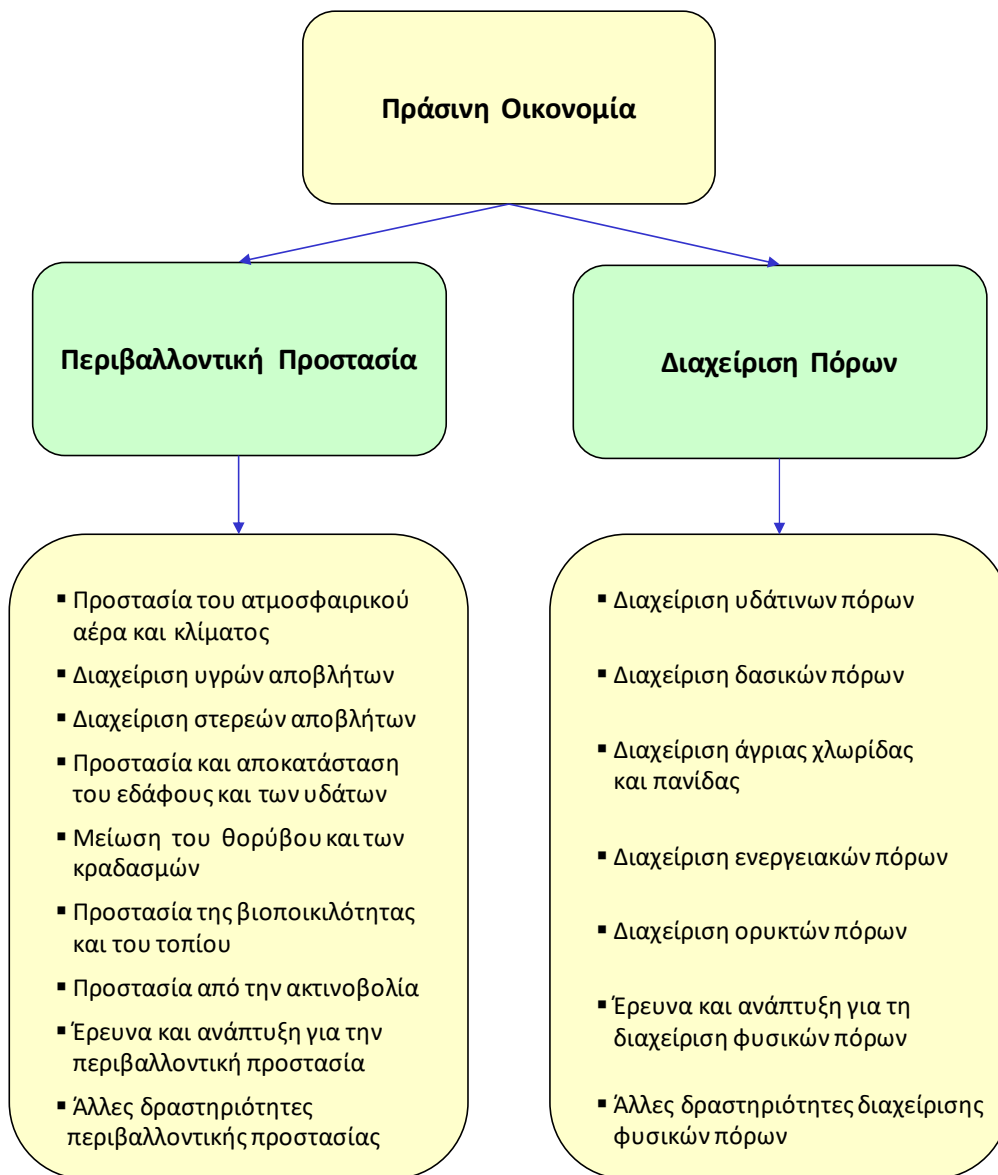 Πράσινη Οικονομία
Περιβαλλοντική Προστασία
Διαχείριση Πόρων
▪ Προστασία του ατμοσφαιρικού
αέρα και κλίματος
▪ Διαχείριση υγρών αποβλήτων
▪ Διαχείριση στερεών αποβλήτων
▪ Προστασία και αποκατάσταση
του εδάφους και των υδάτων
▪ Μείωση του θορύβου και των
κραδασμών
▪ Προστασία της βιοποικιλότητας
και του τοπίου
▪ Προστασία από την ακτινοβολία
▪ Έρευνα και ανάπτυξη για την
περιβαλλοντική προστασία
▪ Άλλες δραστηριότητες
περιβαλλοντικής προστασίας
▪ Διαχείριση υδάτινων πόρων
▪ Διαχείριση δασικών πόρων
▪ Διαχείριση άγριας χλωρίδας
και πανίδας
▪ Διαχείριση ενεργειακών πόρων
▪ Διαχείριση ορυκτών πόρων
▪ Έρευνα και ανάπτυξη για τη
διαχείριση φυσικών πόρων
▪ Άλλες δραστηριότητες διαχείρισης
φυσικών πόρων